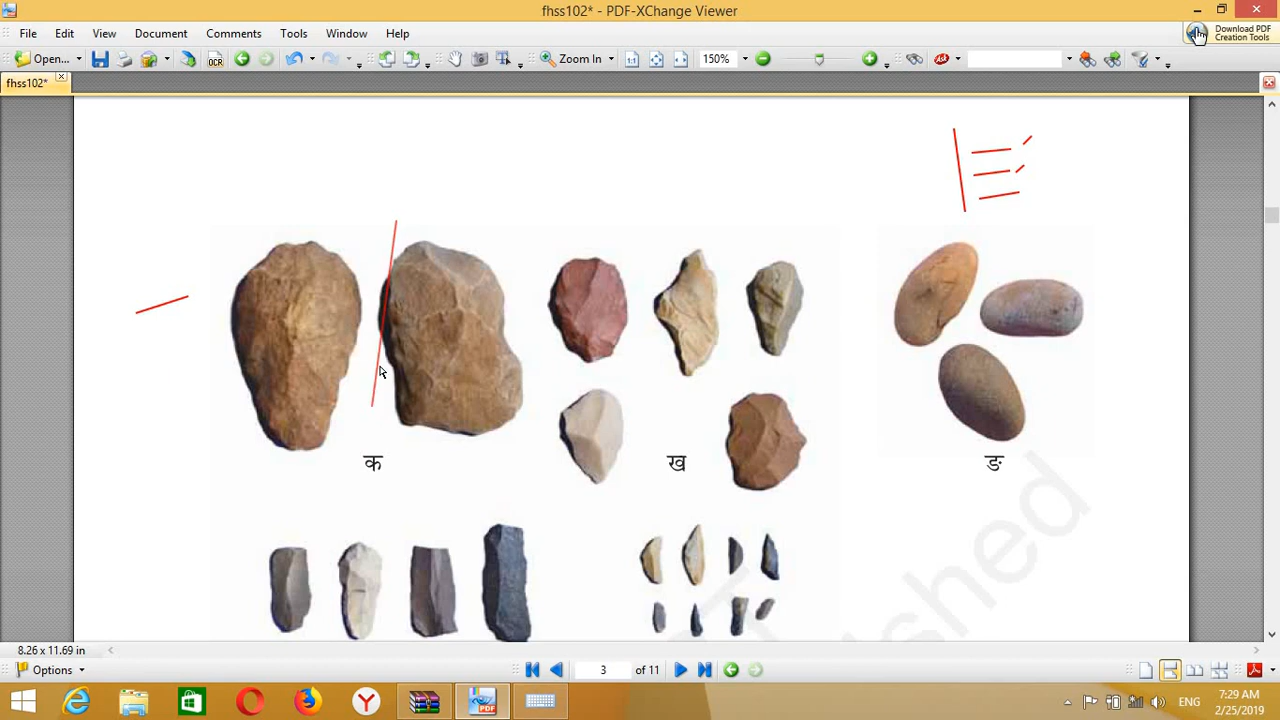 fhss102* - PDF-XChange Viewer
File Edit View Document Comments Tools Window Help
Download PDF
Creation Tools
Open... OCR Zoom In 150%
fhss102*
क ख ङ
shed
8.26 x 11.69 in
Options 3 of 11
ENG
7:29 AM
2/25/2019